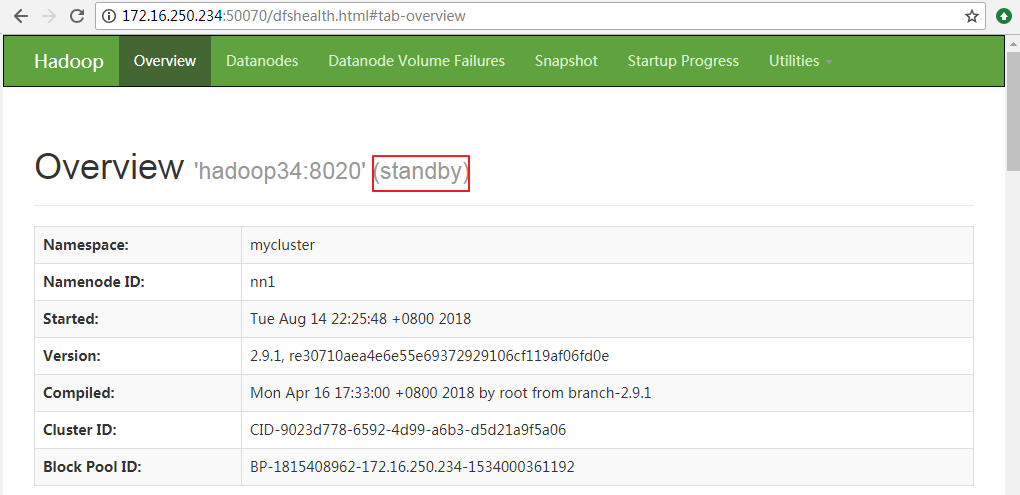 172.16.250.234:50070/dfshealth.html#tab-overview
Hadoop Overview Datanodes Datanode Volume Failures Snapshot Startup Progress Utilities
Overview 'hadoop34:8020' (standby)
Namespace: mycluster
Namenode ID: nn1
Started: Tue Aug 14 22:25:48 +0800 2018
Version: 2.9.1, re30710aea4e6e55e69372929106cf119af06fd0e
Compiled: Mon Apr 16 17:33:00 +0800 2018 by root from branch-2.9.1
Cluster ID: CID-9023d778-6592-4d99-a6b3-d5d21a9f5a06
Block Pool ID: BP-1815408962-172.16.250.234-1534000361192